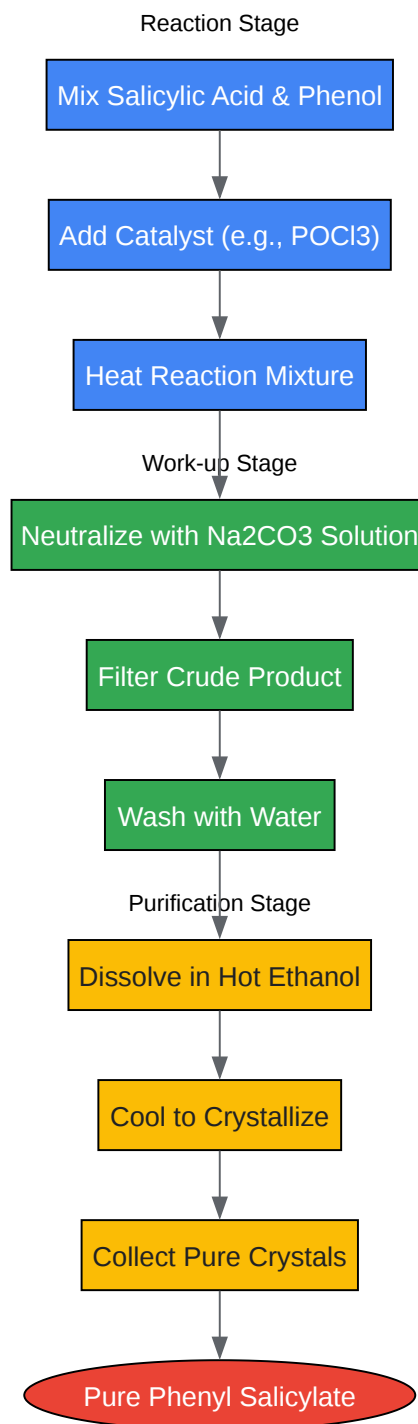 Reaction Stage
Mix Salicylic Acid & Phenol
Add Catalyst (e.g., POCl3)
Heat Reaction Mixture
Work-up Stage
Neutralize with Na2CO3 Solution
Filter Crude Product
Wash with Water
Purification Stage
Dissolve in Hot Ethanol
Cool to Crystallize
Collect Pure Crystals
Pure Phenyl Salicylate